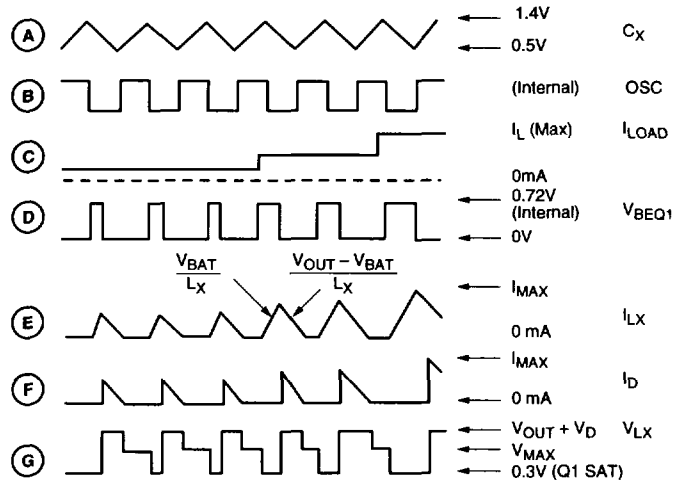 A
1.4V
0.5V
CX
B
(Internal)
OSC
C
IL (Max)
ILOAD
0mA
D
0.72V
(Internal)
VBEQ1
0V
VBAT
LX
VOUT – VBAT
LX
E
IMAX
0 mA
ILX
F
IMAX
0 mA
ID
G
VOUT + VD
VLX
VMAX
0.3V (Q1 SAT)